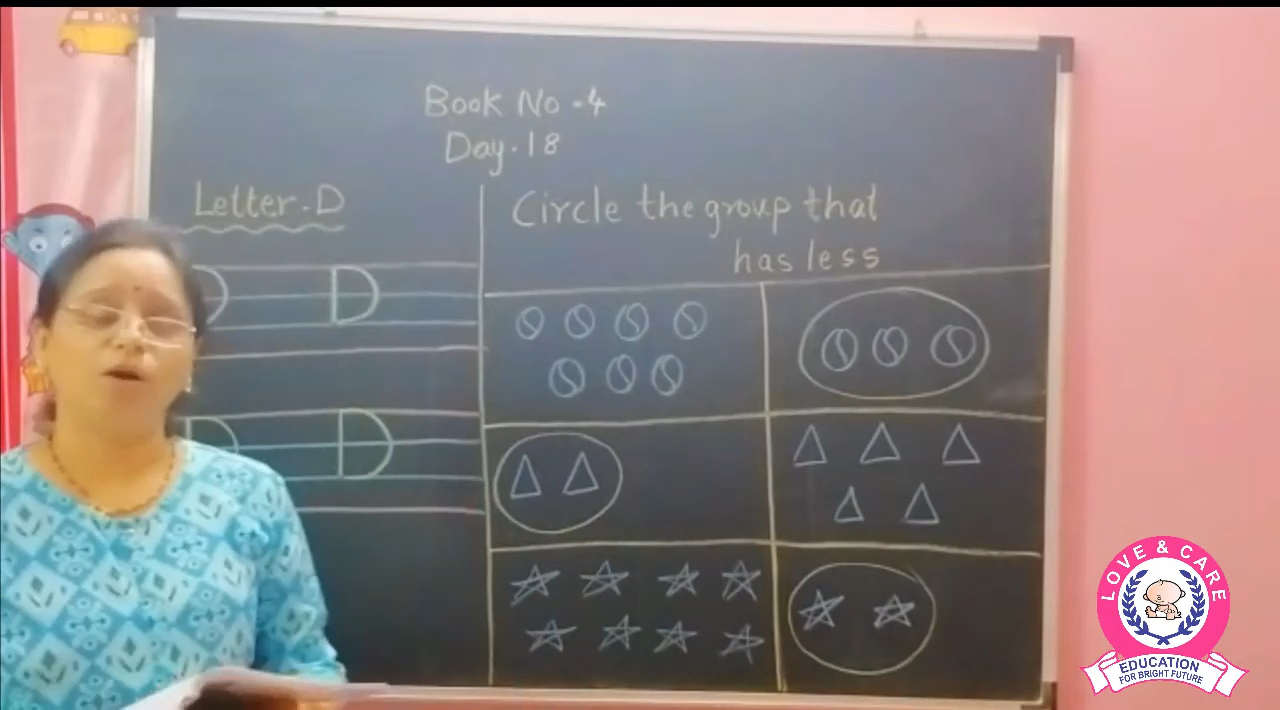 Book No-4
Day.18
Letter.D
D D
D D
Circle the group that
has less
LOVE & CARE
EDUCATION
FOR BRIGHT FUTURE